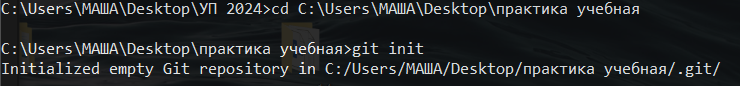 C:\Users\МАША\Desktop\УП 2024>cd C:\Users\МАША\Desktop\практика учебная
C:\Users\МАША\Desktop\практика учебная>git init
Initialized empty Git repository in C:/Users/МАША/Desktop/практика учебная/.git/